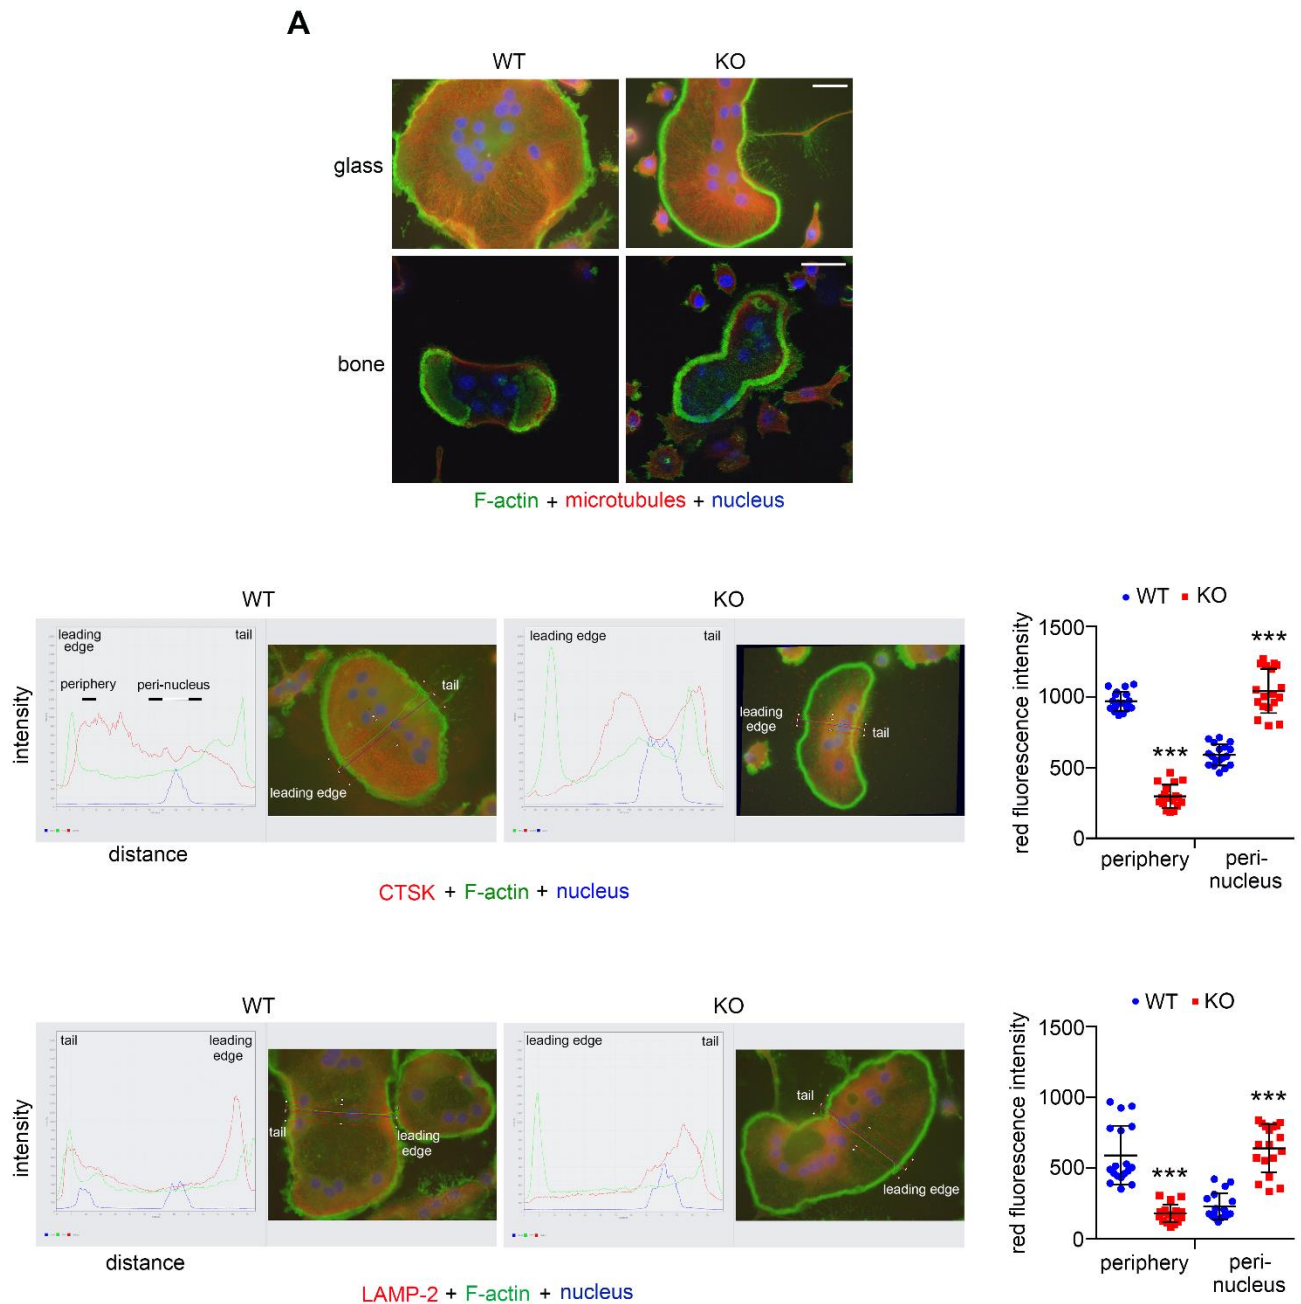 A
WT KO
glass
bone
F-actin + microtubules + nucleus
WT KO
leading edge
tail
periphery
peri-nucleus
tail
leading edge
leading edge
tail
leading edge
tail
intensity
distance
CTSK + F-actin + nucleus
WT KO
red fluorescence intensity
1500
1000
500
0
***
***
periphery
peri-
nucleus
WT KO
tail
leading
edge
tail
leading
edge
leading edge
tail
tail
leading edge
intensity
distance
LAMP-2 + F-actin + nucleus
WT KO
red fluorescence intensity
1500
1000
500
0
***
***
periphery
peri-
nucleus